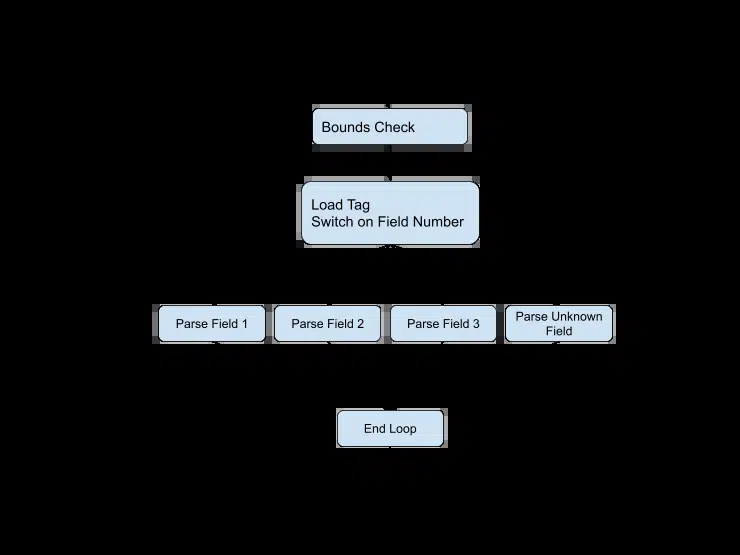 Bounds Check
Load Tag
Switch on Field Number
Parse Field 1
Parse Field 2
Parse Field 3
Parse Unknown
Field
End Loop